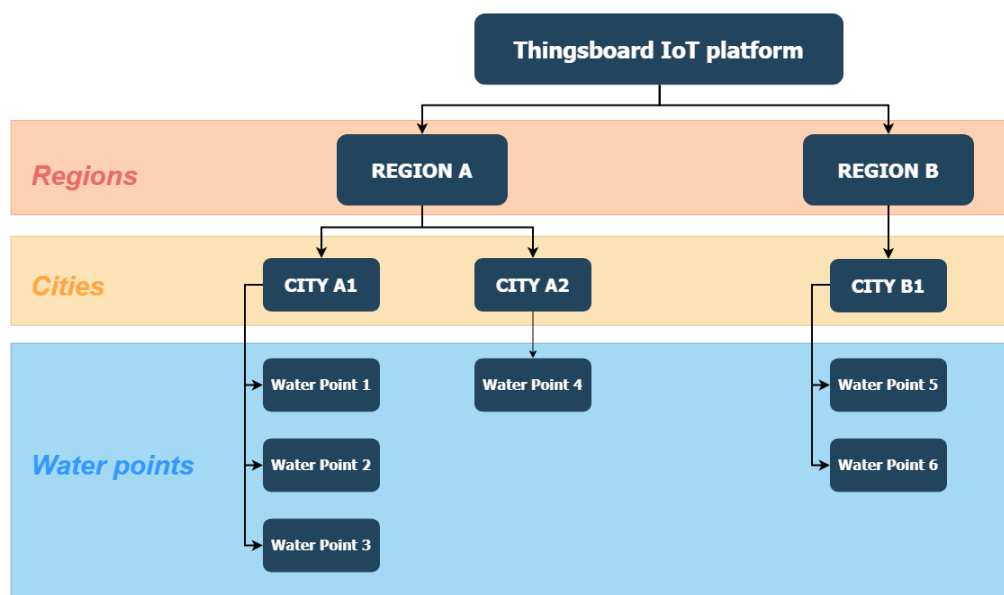 Thingsboard IoT platform
Regions
REGION A
REGION B
Cities
CITY A1
CITY A2
CITY B1
Water points
Water Point 1
Water Point 4
Water Point 5
Water Point 2
Water Point 6
Water Point 3